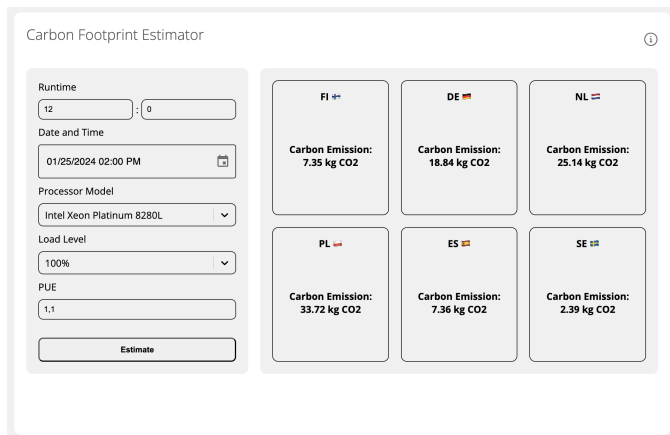 Carbon Footprint Estimator
i
Runtime
12 : 0
Date and Time
01/25/2024 02:00 PM
Processor Model
Intel Xeon Platinum 8280L
Load Level
100%
PUE
1,1
Estimate
FI
Carbon Emission:
7.35 kg CO2
DE
Carbon Emission:
18.84 kg CO2
NL
Carbon Emission:
25.14 kg CO2
PL
Carbon Emission:
33.72 kg CO2
ES
Carbon Emission:
7.36 kg CO2
SE
Carbon Emission:
2.39 kg CO2